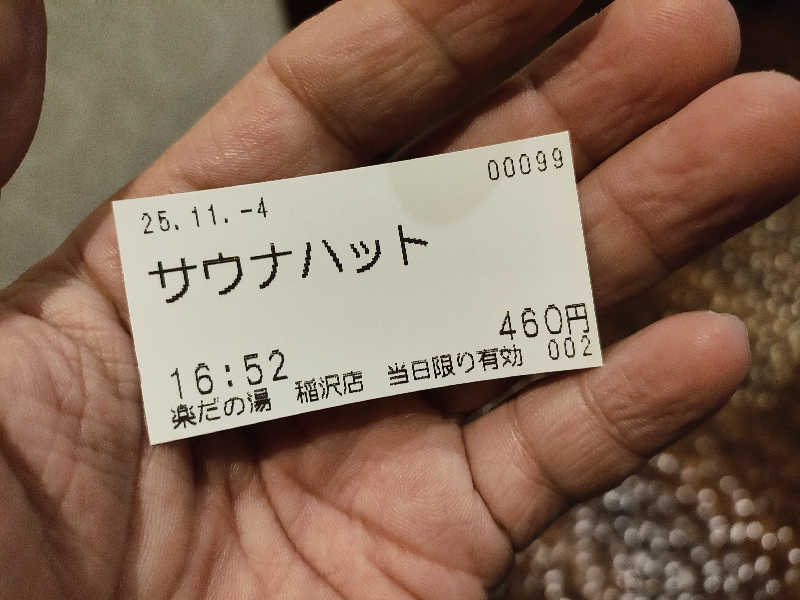 00099
25.11.-4
サウナハット
460円
16:52
楽だの湯 稲沢店 当日限り有効 002